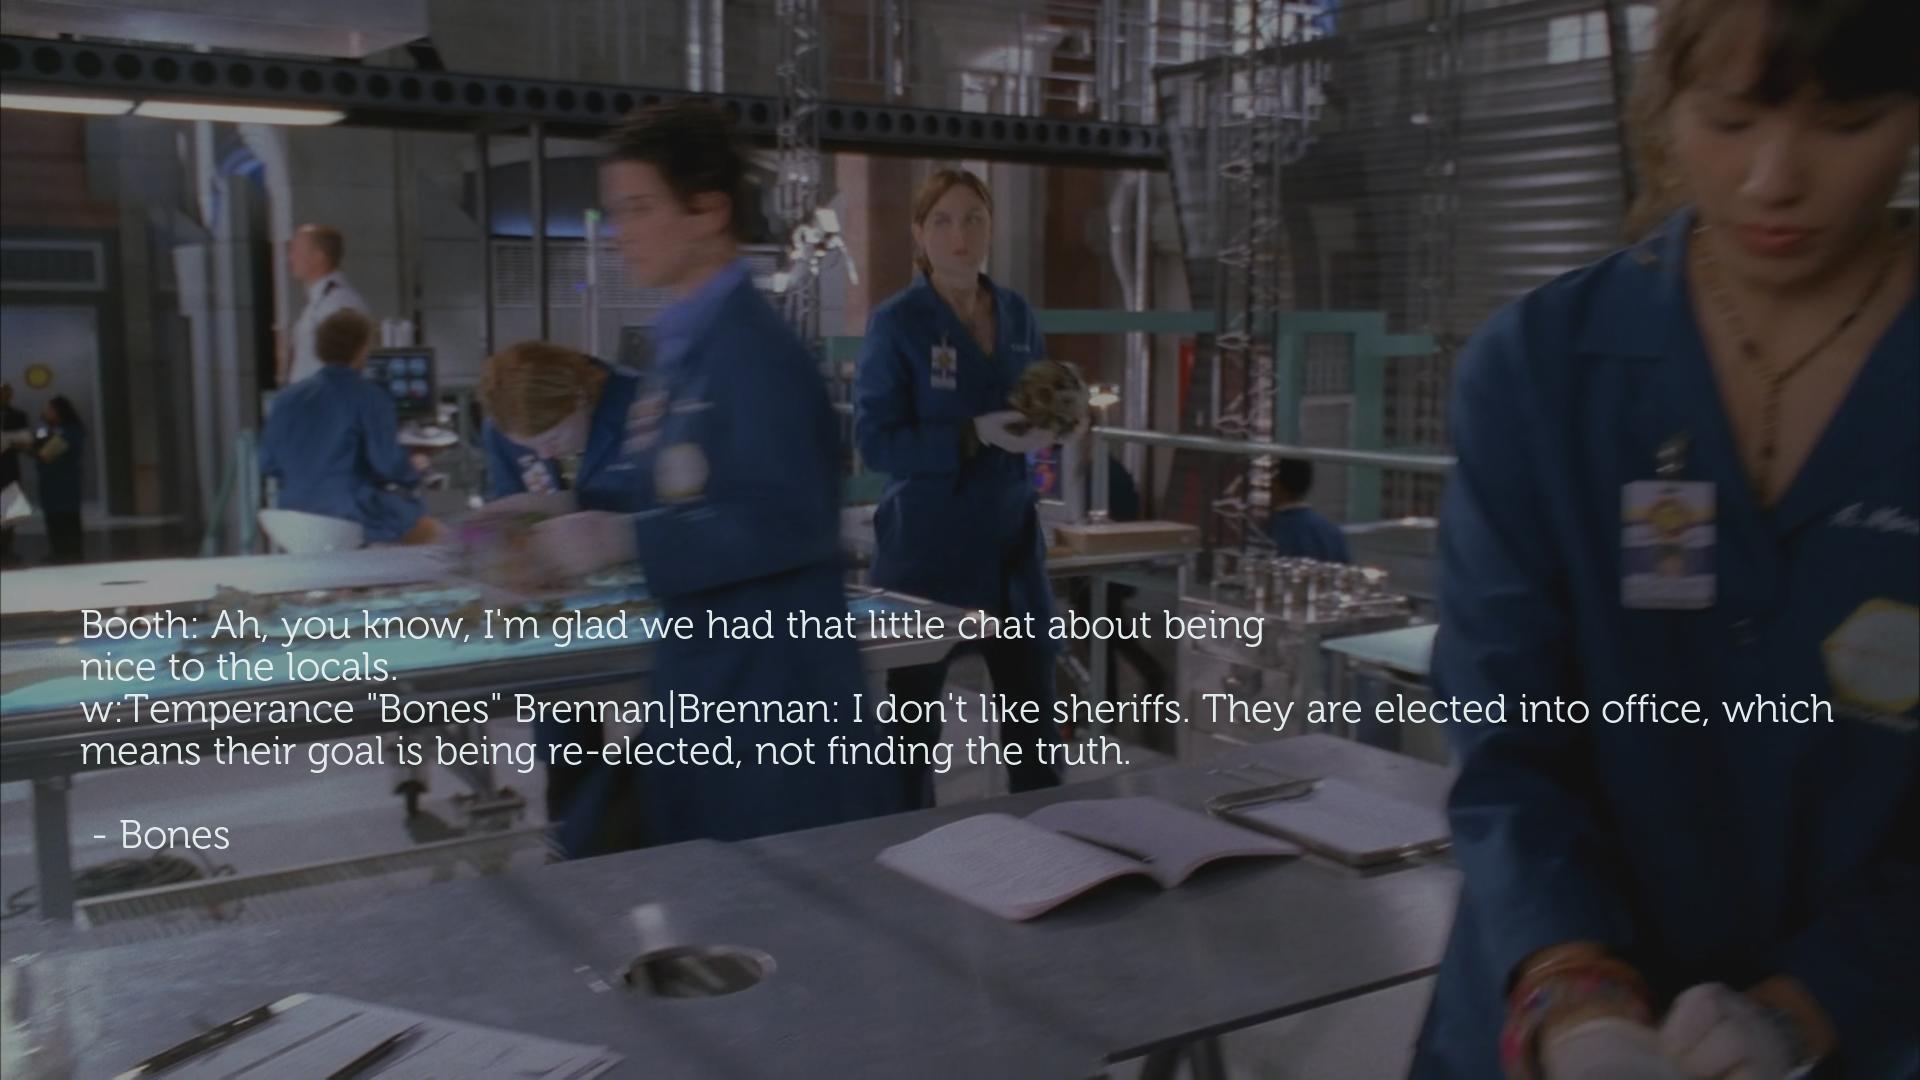 Booth: Ah, you know, I'm glad we had that little chat about being
nice to the locals.
w:Temperance "Bones" Brennan|Brennan: I don't like sheriffs. They are elected into office, which
means their goal is being re-elected, not finding the truth.
- Bones